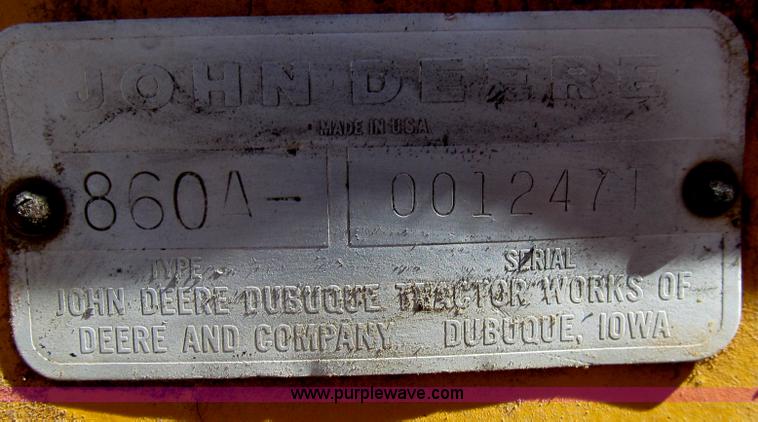 JOHN DEERE
MADE IN U.S.A
860A-
TYPE
SERIAL
JOHN DEERE DUBUQUE TRACTOR WORKS OF
DEERE AND COMPANY DUBUQUE, IOWA
www.purplewave.com